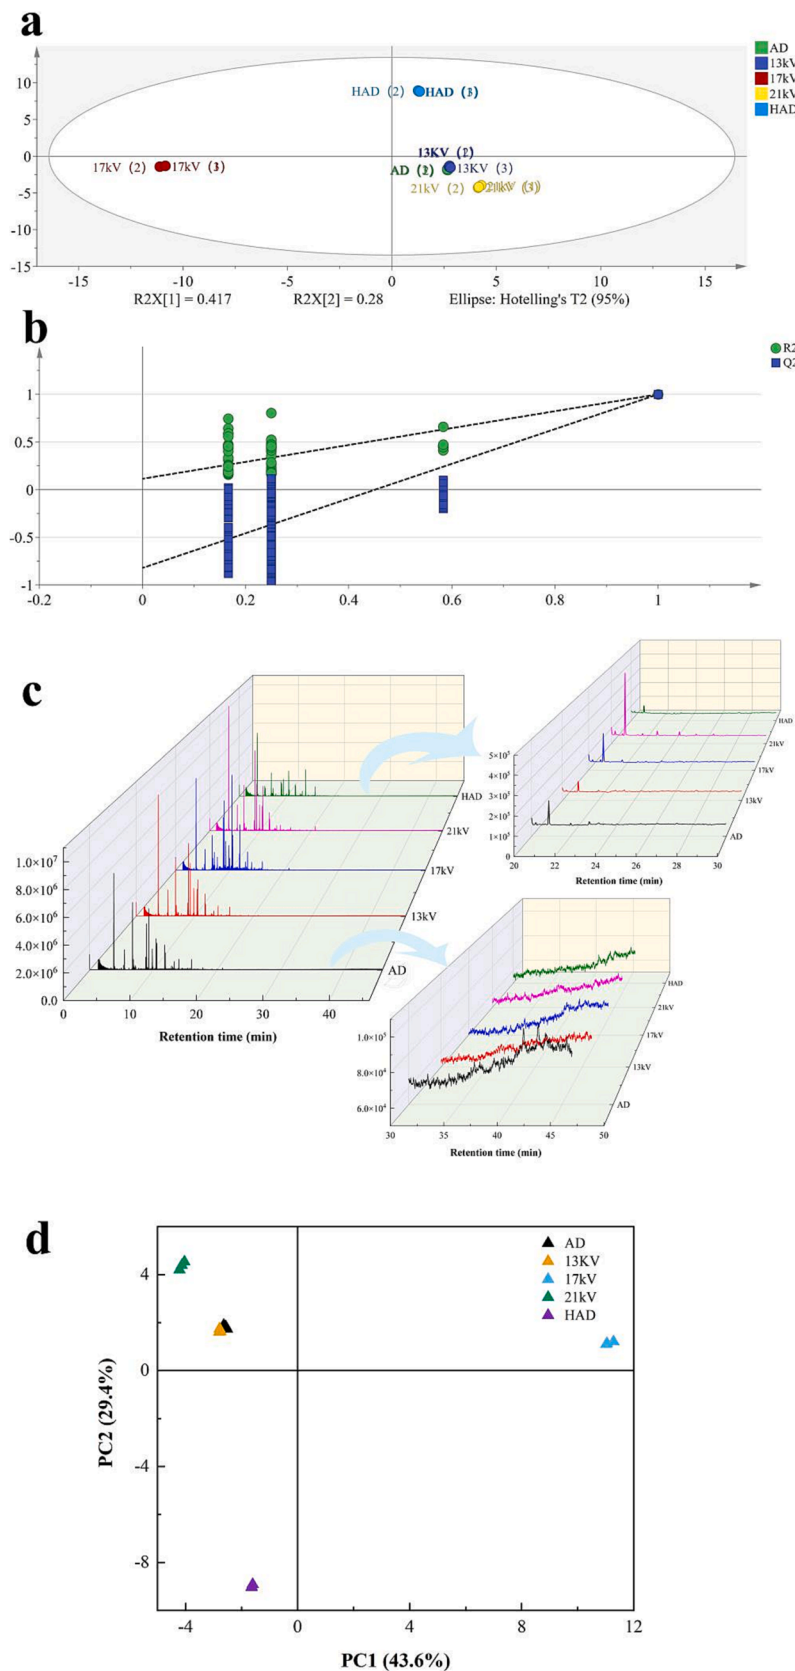 a
AD
13kV
17kV
21kV
HAD
10
5
0
-5
-10
-15
HAD (2)
HAD
17kV (2)
17kV
13KV
13KV (3)
AD
21kV (2)
-15
-10
-5
0
5
10
15
R2X[1] = 0.417
R2X[2] = 0.28
Ellipse: Hotelling's T2 (95%)
b
R2
Q2
1
0.5
0
-0.5
-1
-0.2
0
0.2
0.4
0.6
0.8
1
c
1.0×10⁷
8.0×10⁶
6.0×10⁶
4.0×10⁶
2.0×10⁶
0.0
0
10
20
30
40
HAD
21kV
17kV
13kV
AD
Retention time (min)
5×10⁵
4×10⁵
3×10⁵
2×10⁵
1×10⁵
0
20
22
24
26
28
30
HAD
21kV
17kV
13kV
AD
Retention time (min)
1.0×10⁵
8.0×10⁴
6.0×10⁴
30
35
40
45
50
HAD
21kV
17kV
13kV
AD
Retention time (min)
d
AD
13KV
17kV
21kV
HAD
4
0
-4
-8
PC2 (29.4%)
-4
0
4
8
12
PC1 (43.6%)